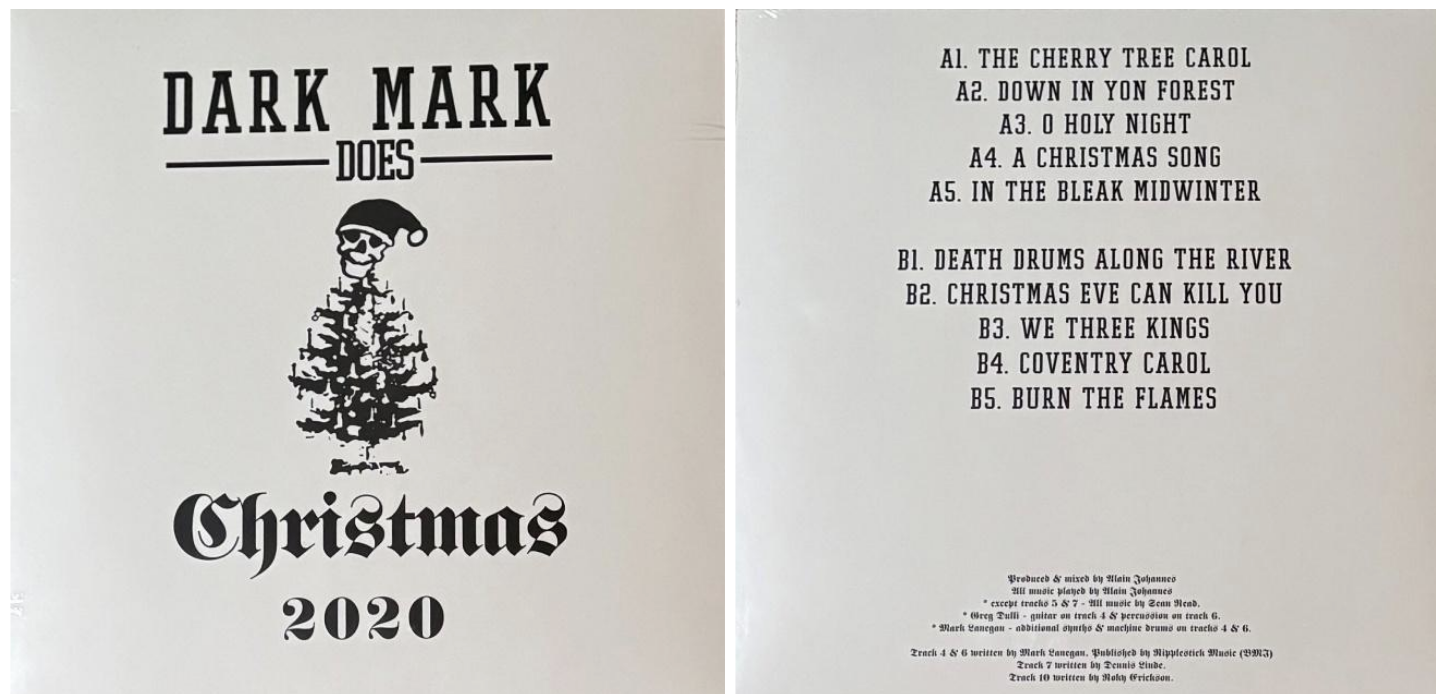 DARK MARK
DOES
Christmas
2020
A1. THE CHERRY TREE CAROL
A2. DOWN IN YON FOREST
A3. O HOLY NIGHT
A4. A CHRISTMAS SONG
A5. IN THE BLEAK MIDWINTER
B1. DEATH DRUMS ALONG THE RIVER
B2. CHRISTMAS EVE CAN KILL YOU
B3. WE THREE KINGS
B4. COVENTRY CAROL
B5. BURN THE FLAMES
Produced & mixed by Alain Johannes
All music played by Alain Johannes
* except tracks 5 & 7 - All music by Sean Read.
* Greg Dulli - guitar on track 4 & percussion on track 6.
* Mark Lanegan - additional synths & machine drums on tracks 4 & 6.
Track 4 & 6 written by Mark Lanegan. Published by Ripplestick Music (BMI)
Track 7 written by Dennis Linde.
Track 10 written by Roky Erickson.